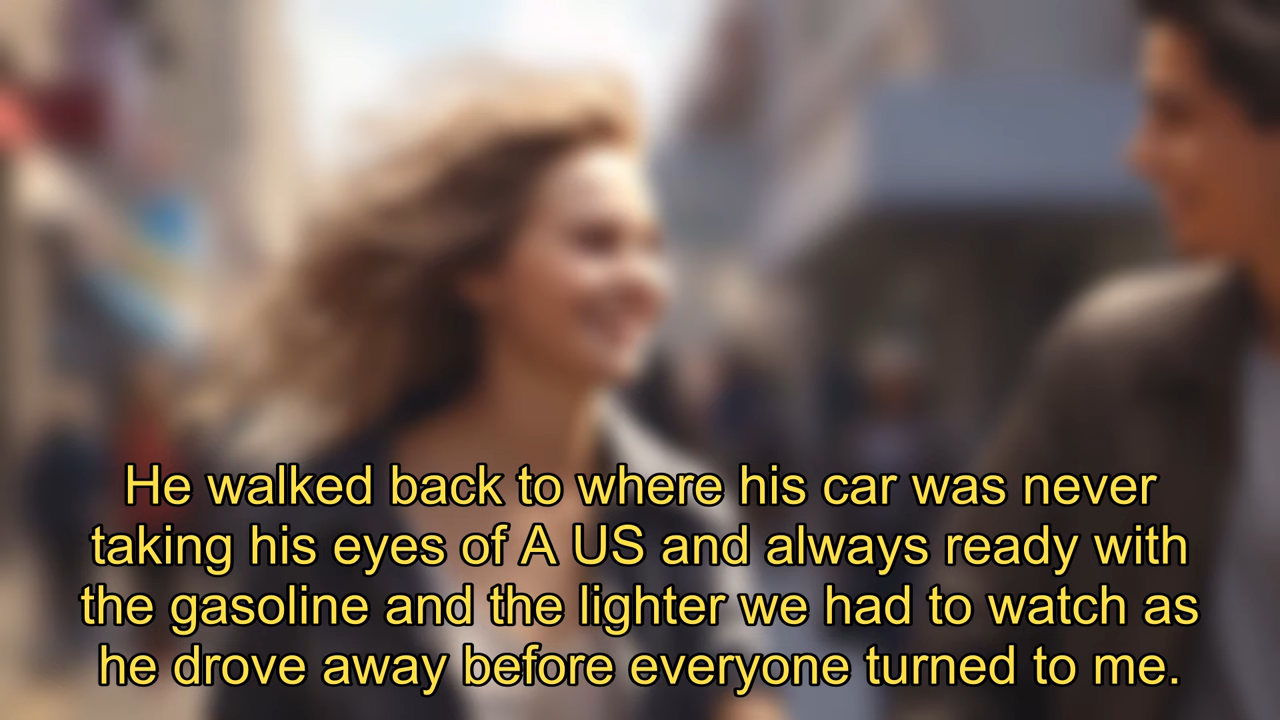 He walked back to where his car was never
taking his eyes of A US and always ready with
the gasoline and the lighter we had to watch as
he drove away before everyone turned to me.